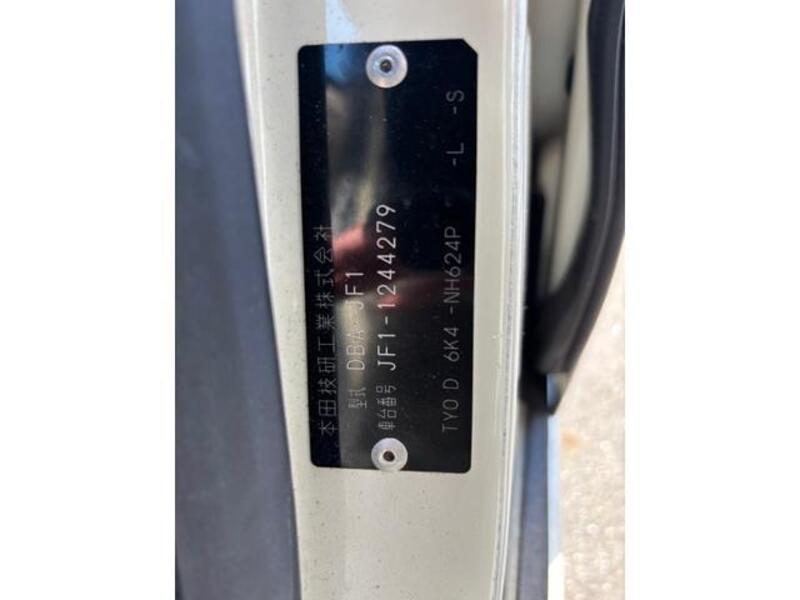 本田技研工業株式会社
型式 DBA-JF1
車台番号 JF1-1244279
TYO D 6K4 -NH624P -L -S